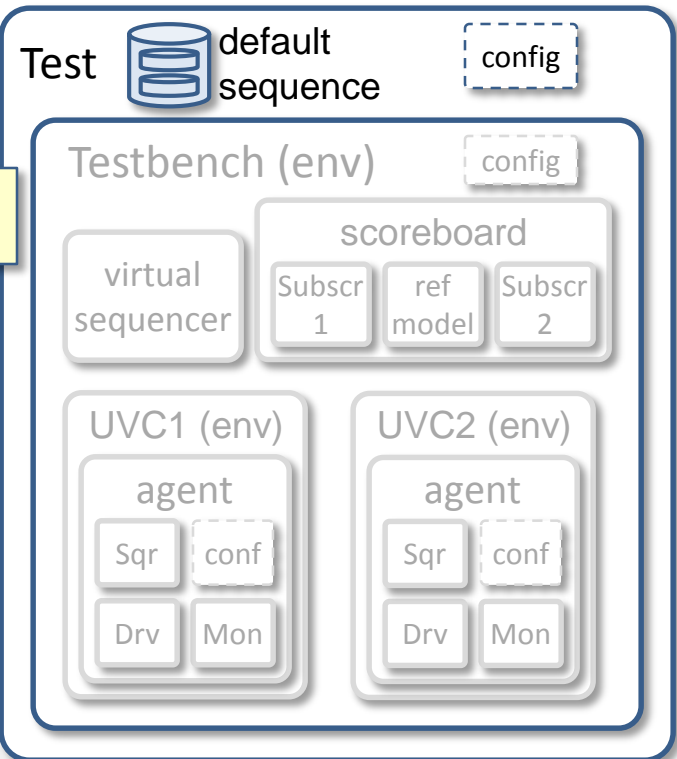 Test
default
sequence
config
Testbench (env)
config
virtual
sequencer
scoreboard
Subscr
1
ref
model
Subscr
2
UVC1 (env)
agent
Sqr
conf
Drv
Mon
UVC2 (env)
agent
Sqr
conf
Drv
Mon